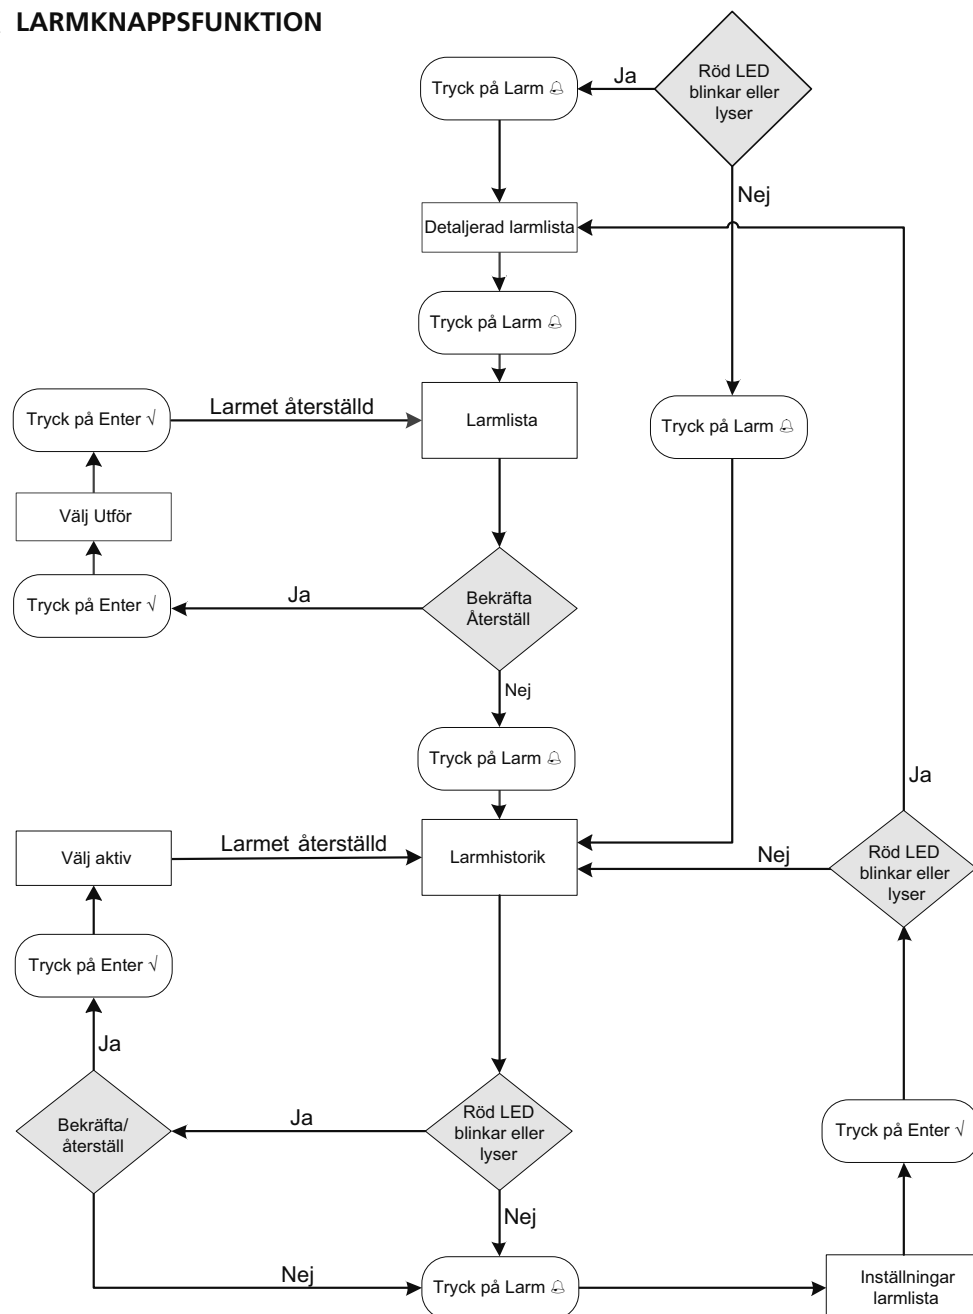 LARMKNAPPSFUNKTION
Röd LED
blinkar eller
lyser
Ja
Tryck på Larm
Nej
Detaljerad larmlista
Tryck på Larm
Tryck på Enter √
Larmet återställd
Larmlista
Tryck på Larm
Välj Utför
Tryck på Enter √
Ja
Bekräfta
Återställ
Nej
Tryck på Larm
Ja
Välj aktiv
Larmet återställd
Larmhistorik
Nej
Röd LED
blinkar eller
lyser
Tryck på Enter √
Ja
Bekräfta/
återställ
Ja
Röd LED
blinkar eller
lyser
Tryck på Enter √
Nej
Nej
Tryck på Larm
Inställningar
larmlista